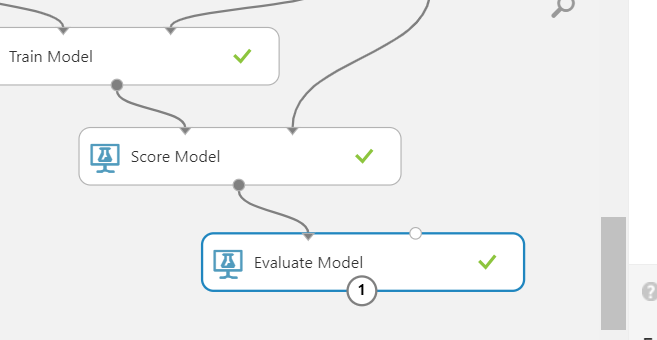 Train Model
Score Model
Evaluate Model
1
?